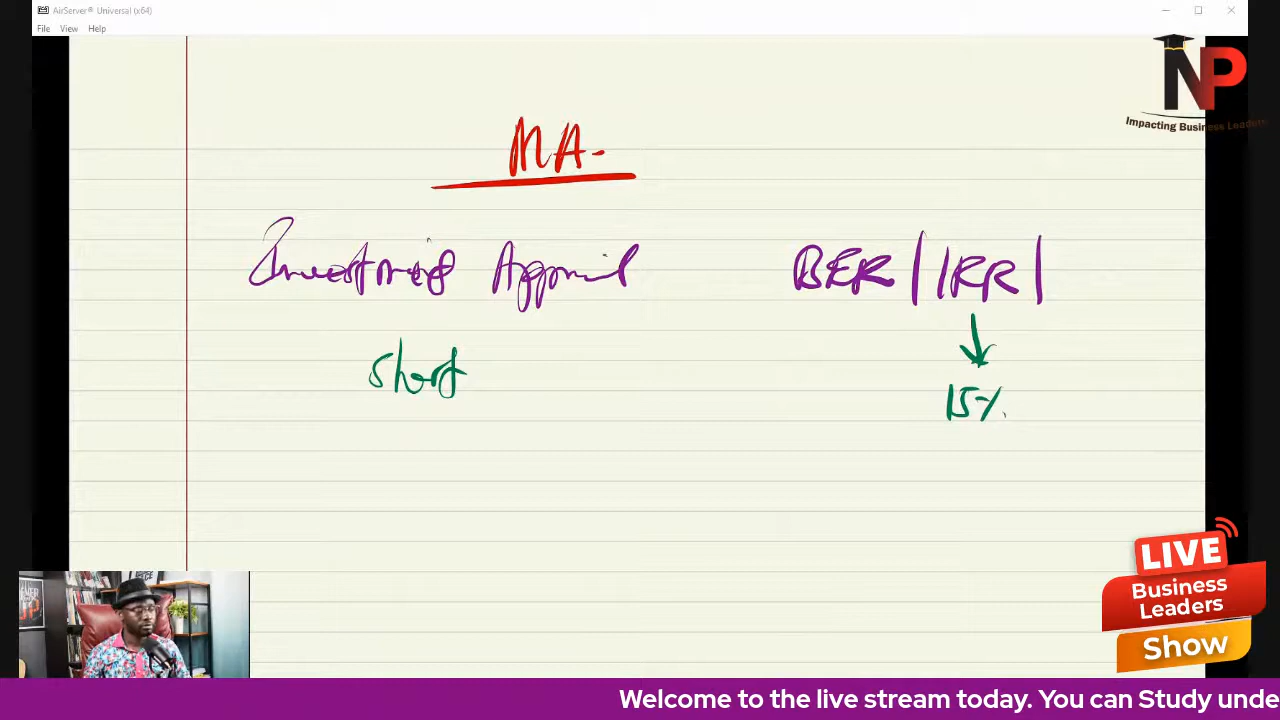 AirServer® Universal (x64)
File View Help
NP
Impacting Business Leaders
MA.
Investment Appraisal
BER | IRR |
short
15%
LIVE
Business
Leaders
Show
Welcome to the live stream today. You can Study unde